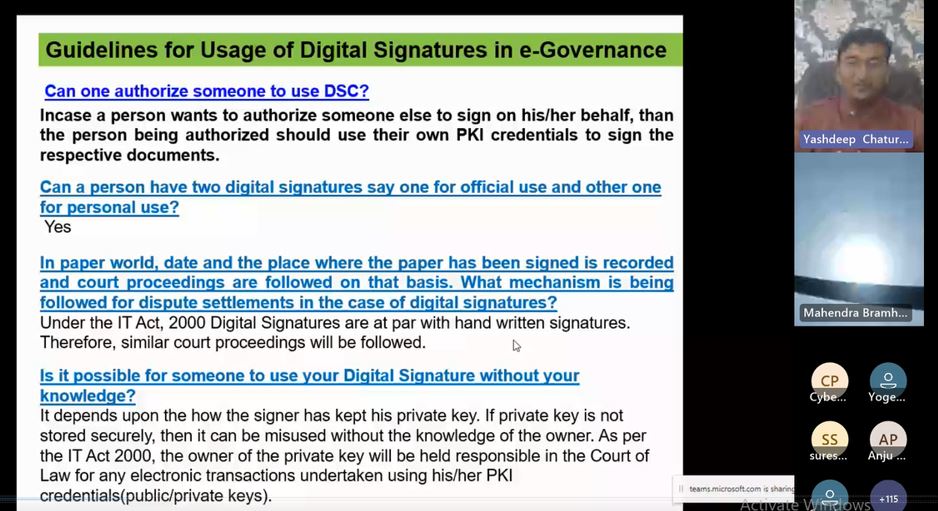 Guidelines for Usage of Digital Signatures in e-Governance
Can one authorize someone to use DSC?
Incase a person wants to authorize someone else to sign on his/her behalf, than
the person being authorized should use their own PKI credentials to sign the
respective documents.
Can a person have two digital signatures say one for official use and other one
for personal use?
Yes
In paper world, date and the place where the paper has been signed is recorded
and court proceedings are followed on that basis. What mechanism is being
followed for dispute settlements in the case of digital signatures?
Under the IT Act, 2000 Digital Signatures are at par with hand written signatures.
Therefore, similar court proceedings will be followed.
Is it possible for someone to use your Digital Signature without your
knowledge?
It depends upon the how the signer has kept his private key. If private key is not
stored securely, then it can be misused without the knowledge of the owner. As per
the IT Act 2000, the owner of the private key will be held responsible in the Court of
Law for any electronic transactions undertaken using his/her PKI
credentials(public/private keys).
teams.microsoft.com is sharing
Yashdeep Chatur...
Mahendra Bramh...
CP
Cybe...
Yoge...
SS
AP
sures...
Anju ...
+115
Activate Windows